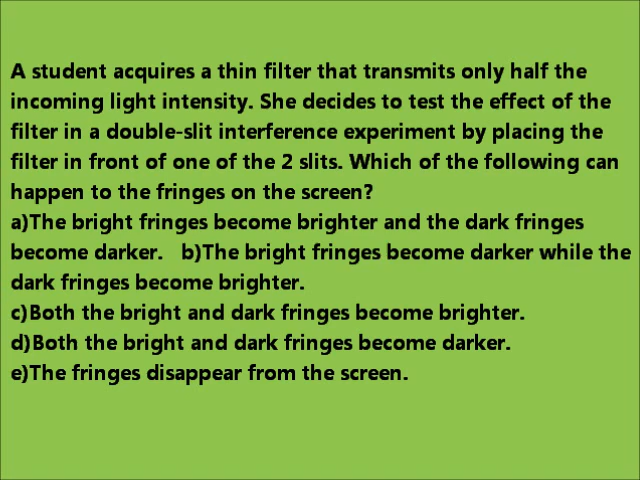 A student acquires a thin filter that transmits only half the
incoming light intensity. She decides to test the effect of the
filter in a double-slit interference experiment by placing the
filter in front of one of the 2 slits. Which of the following can
happen to the fringes on the screen?
a)The bright fringes become brighter and the dark fringes
become darker.   b)The bright fringes become darker while the
dark fringes become brighter.
c)Both the bright and dark fringes become brighter.
d)Both the bright and dark fringes become darker.
e)The fringes disappear from the screen.